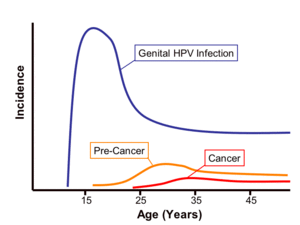 Genital HPV Infection
Incidence
Pre-Cancer
Cancer
15
25
35
45
Age (Years)